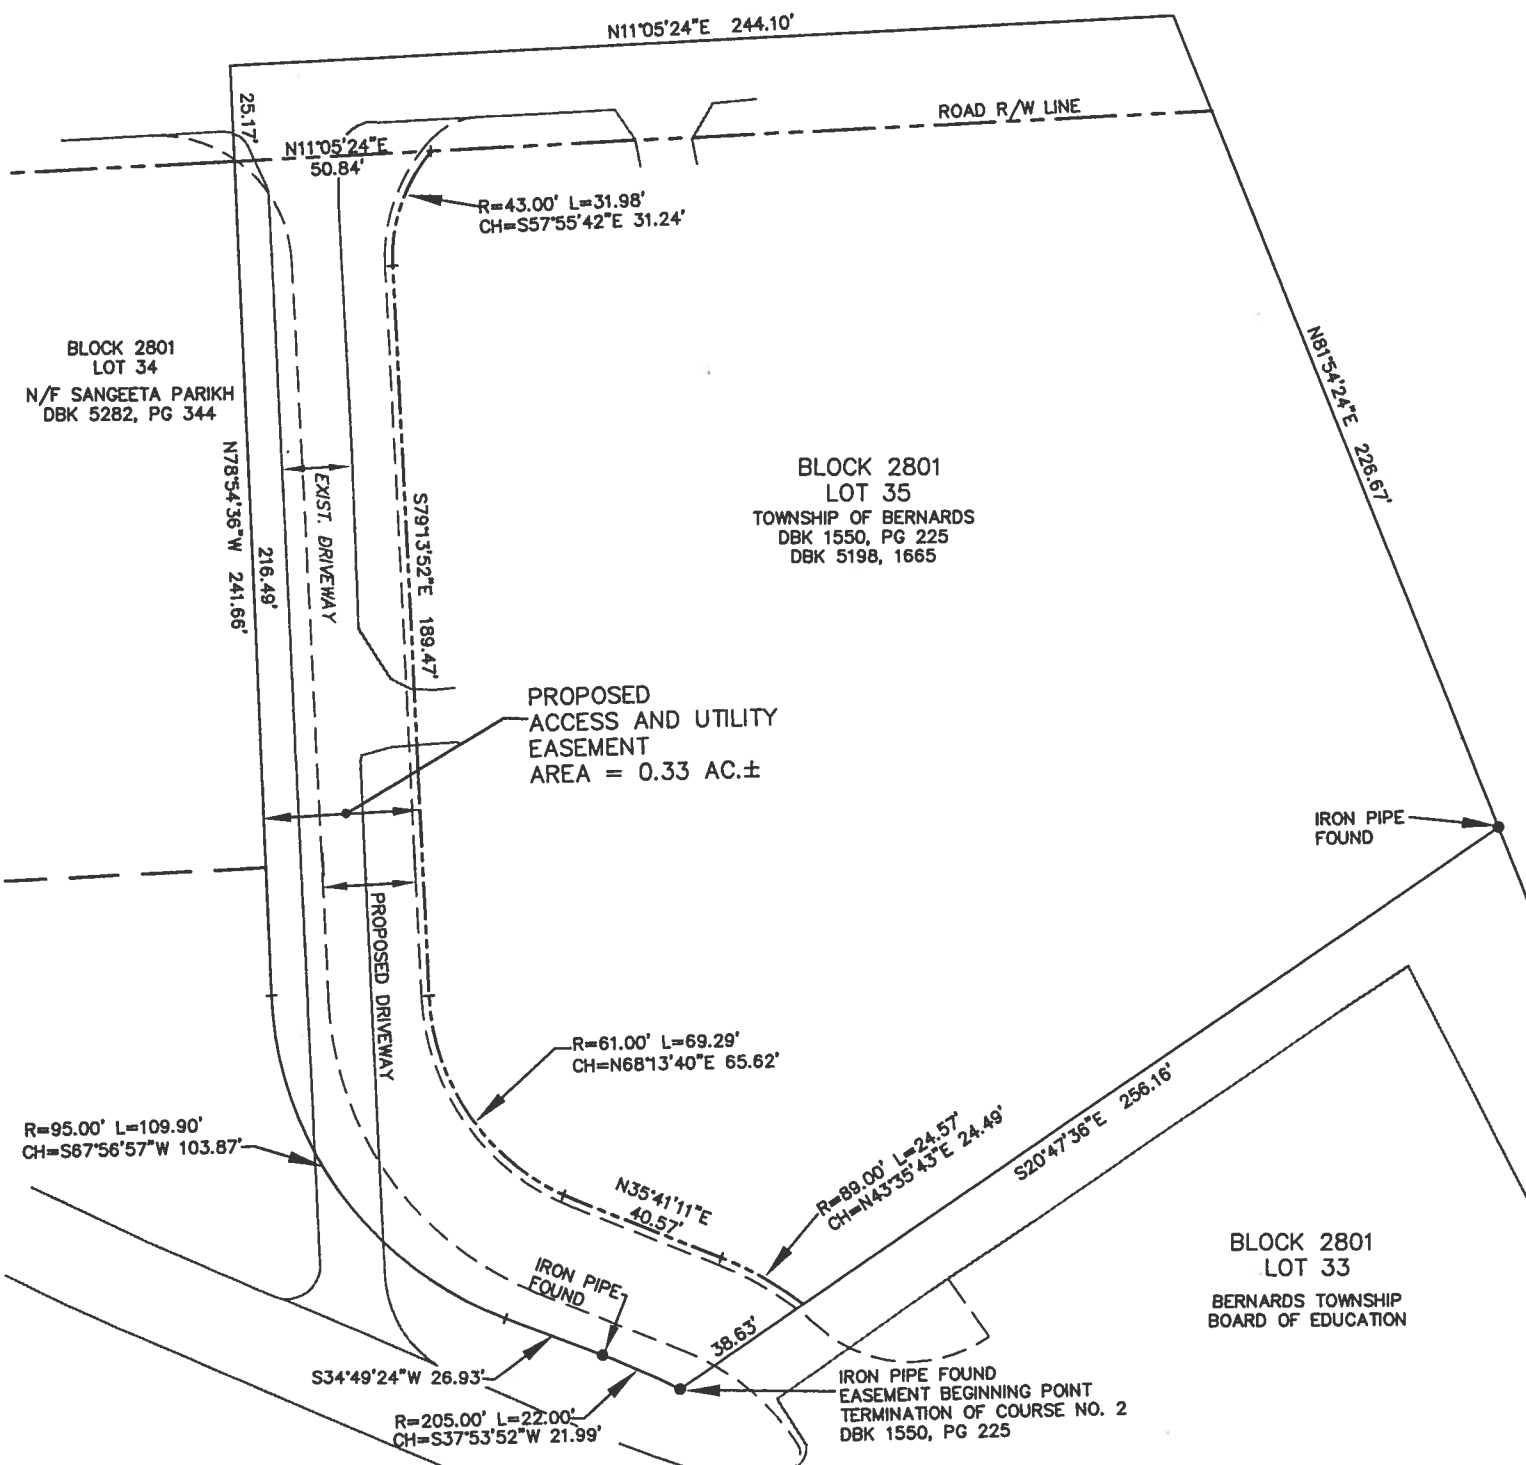 N11°05'24"E 244.10'
25.17'
ROAD R/W LINE
N11°05'24"E
50.84'
R=43.00' L=31.98'
CH=S57°55'42"E 31.24'
BLOCK 2801
LOT 34
N/F SANGEETA PARIKH
DBK 5282, PG 344
N81°54'24"E 226.67'
BLOCK 2801
LOT 35
TOWNSHIP OF BERNARDS
DBK 1550, PG 225
DBK 5198, 1665
N78°54'36"W 241.66'
216.49'
EXIST. DRIVEWAY
S79°13'52"E 189.47'
PROPOSED
ACCESS AND UTILITY
EASEMENT
AREA = 0.33 AC.±
IRON PIPE
FOUND
PROPOSED DRIVEWAY
R=61.00' L=69.29'
CH=N68°13'40"E 65.62'
R=95.00' L=109.90'
CH=S67°56'57"W 103.87'
N35°41'11"E
40.57'
R=89.00' L=24.57'
CH=N43°35'43"E 24.49'
S20°47'36"E 256.16'
BLOCK 2801
LOT 33
BERNARDS TOWNSHIP
BOARD OF EDUCATION
IRON PIPE
FOUND
38.63'
S34°49'24"W 26.93'
R=205.00' L=22.00'
CH=S37°53'52"W 21.99'
IRON PIPE FOUND
EASEMENT BEGINNING POINT
TERMINATION OF COURSE NO. 2
DBK 1550, PG 225